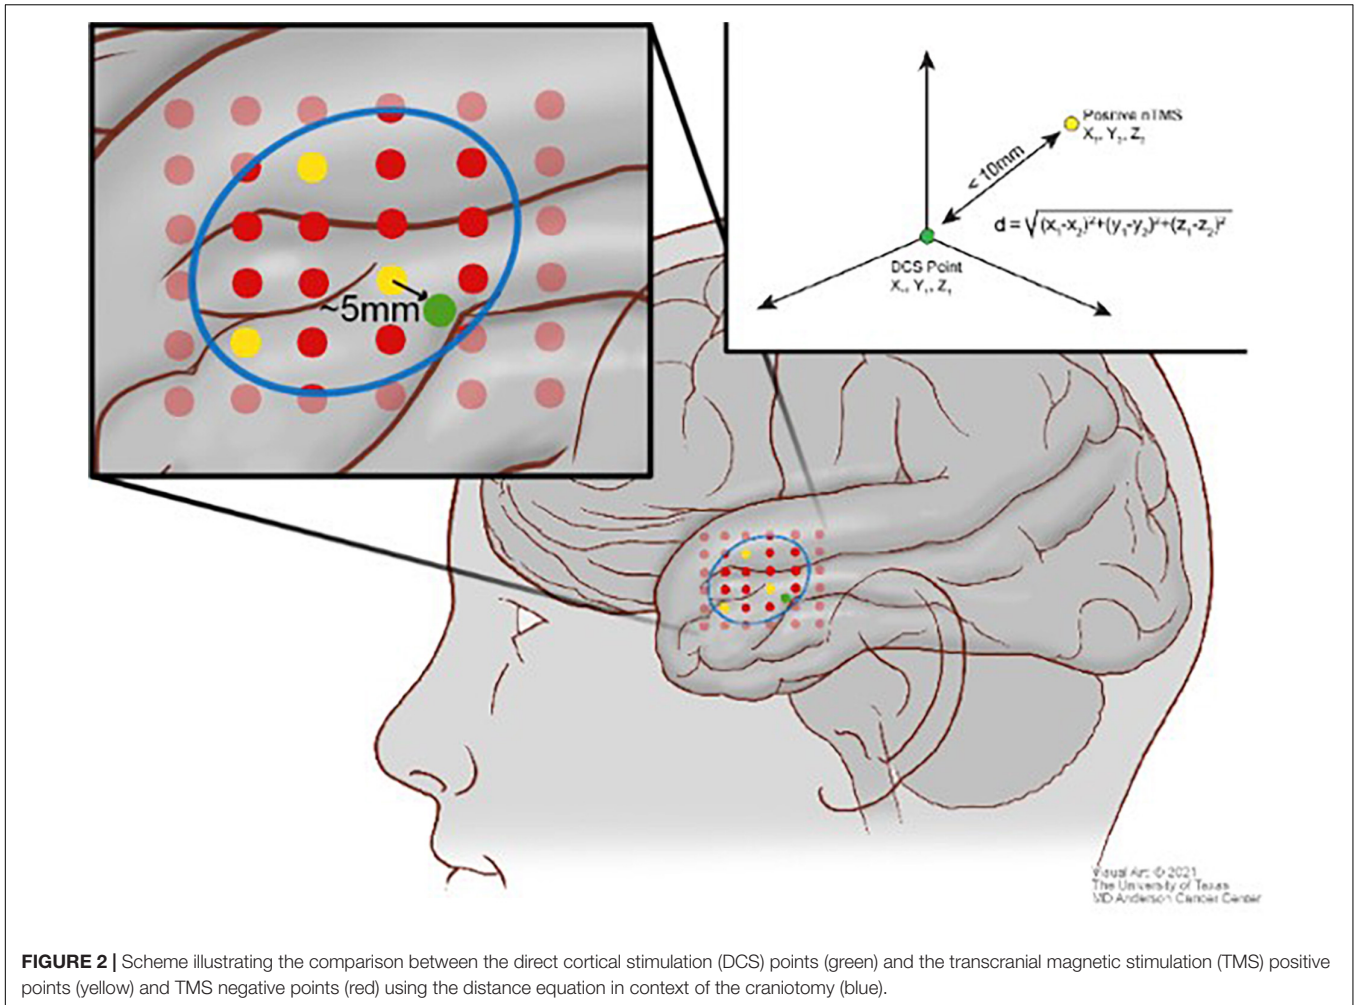 ~5mm
Positive nTMS
X₁, Y₁, Z₁
< 10mm
d = √(x₁-x₂)²+(y₁-y₂)²+(z₁-z₂)²
DCS Point
X₁, Y₁, Z₁
Visual Art: © 2021
The University of Texas
MD Anderson Cancer Center
FIGURE 2 | Scheme illustrating the comparison between the direct cortical stimulation (DCS) points (green) and the transcranial magnetic stimulation (TMS) positive
points (yellow) and TMS negative points (red) using the distance equation in context of the craniotomy (blue).